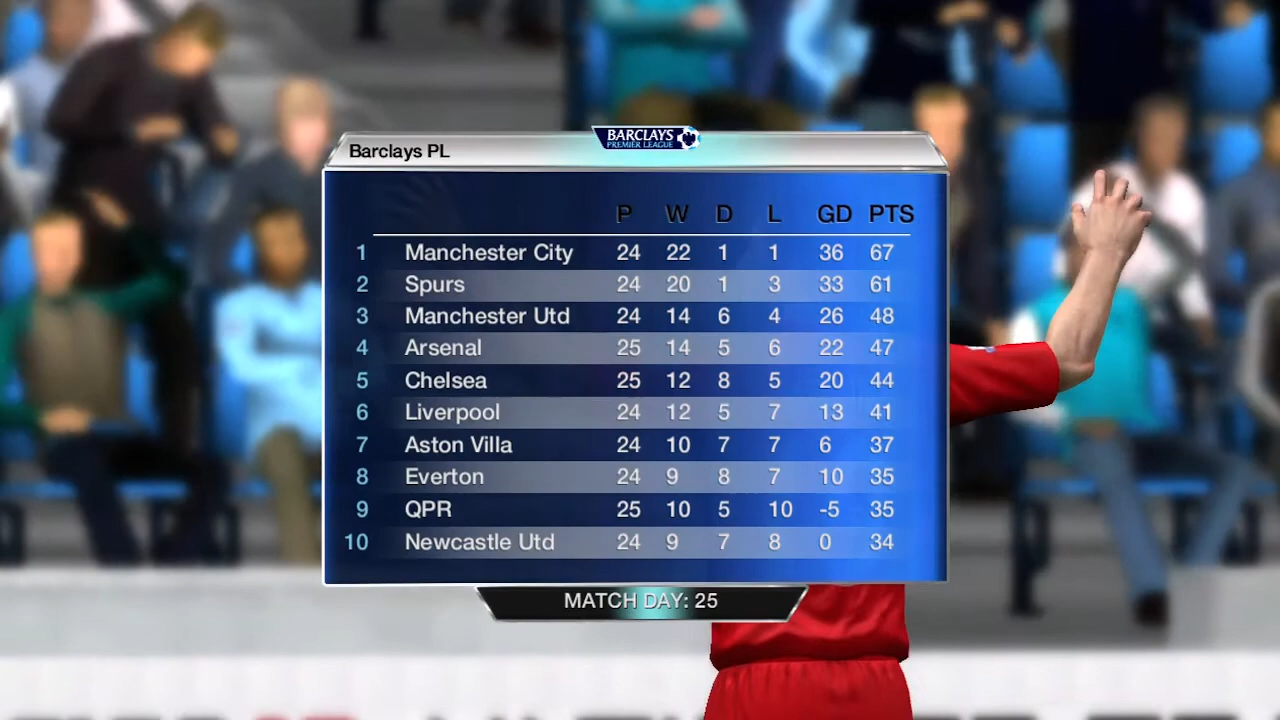 BARCLAYS
PREMIER LEAGUE
Barclays PL
P W D L GD PTS
1 Manchester City 24 22 1 1 36 67
2 Spurs 24 20 1 3 33 61
3 Manchester Utd 24 14 6 4 26 48
4 Arsenal 25 14 5 6 22 47
5 Chelsea 25 12 8 5 20 44
6 Liverpool 24 12 5 7 13 41
7 Aston Villa 24 10 7 7 6 37
8 Everton 24 9 8 7 10 35
9 QPR 25 10 5 10 -5 35
10 Newcastle Utd 24 9 7 8 0 34
MATCH DAY: 25